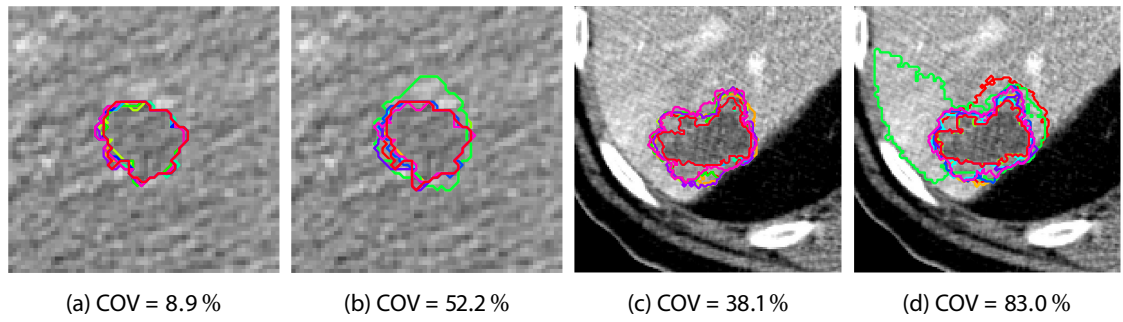 (a) COV = 8.9 % (b) COV = 52.2 % (c) COV = 38.1 % (d) COV = 83.0 %